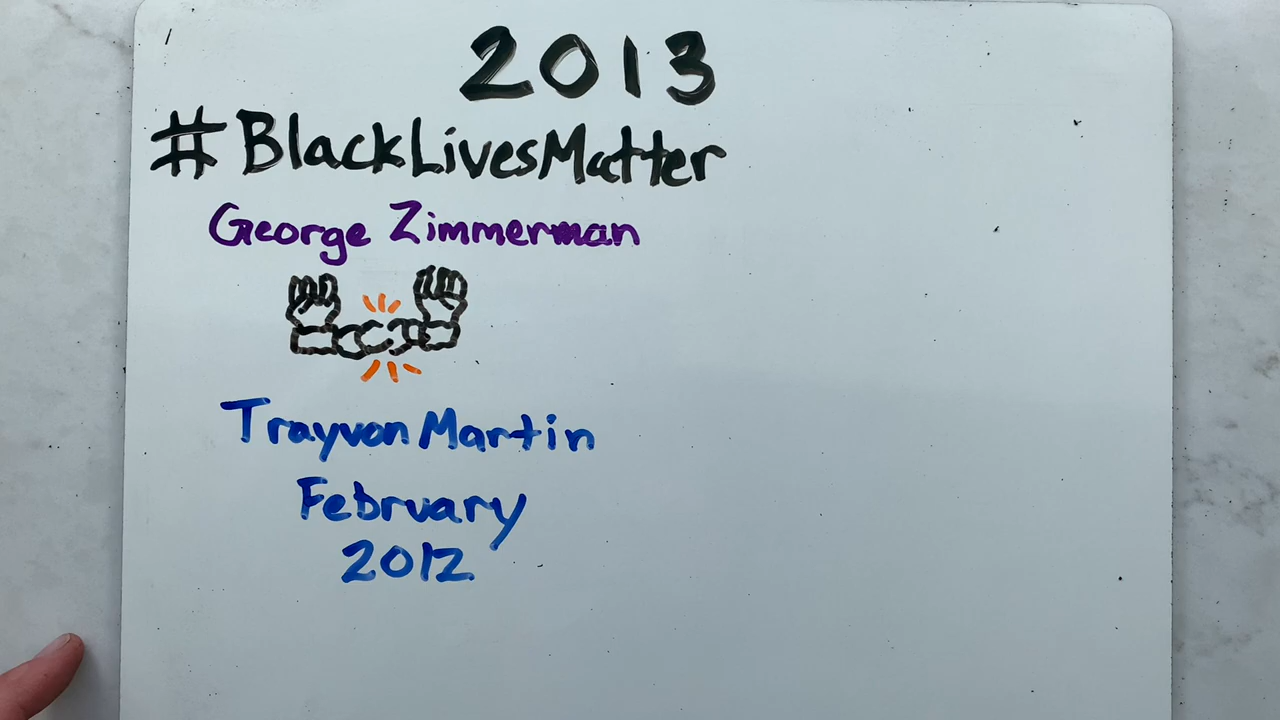 2013
#BlackLivesMatter
George Zimmerman
Trayvon Martin
February
2012